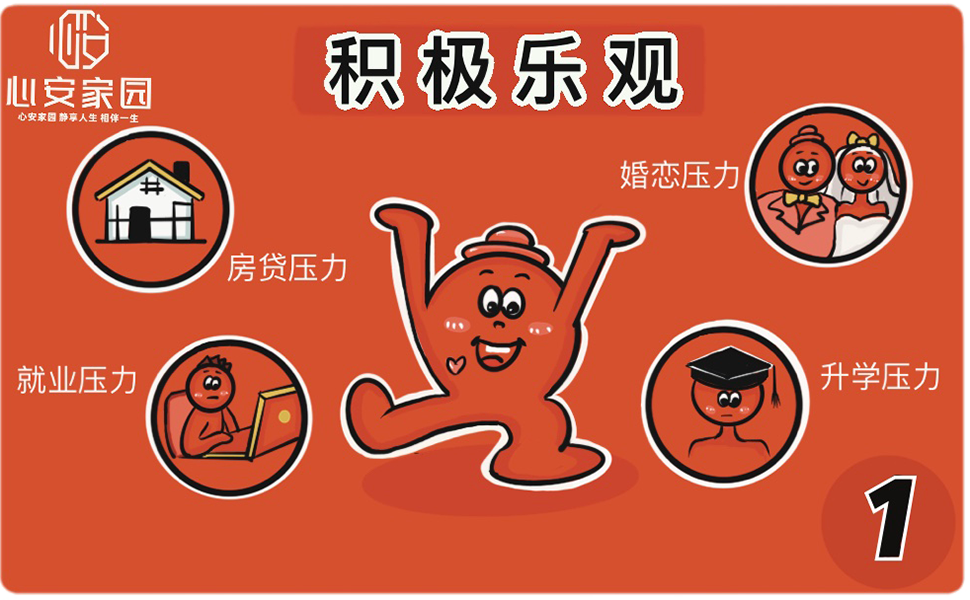 心安家园
心安家园 静享人生 相伴一生
积极乐观
婚恋压力
房贷压力
就业压力
升学压力
1